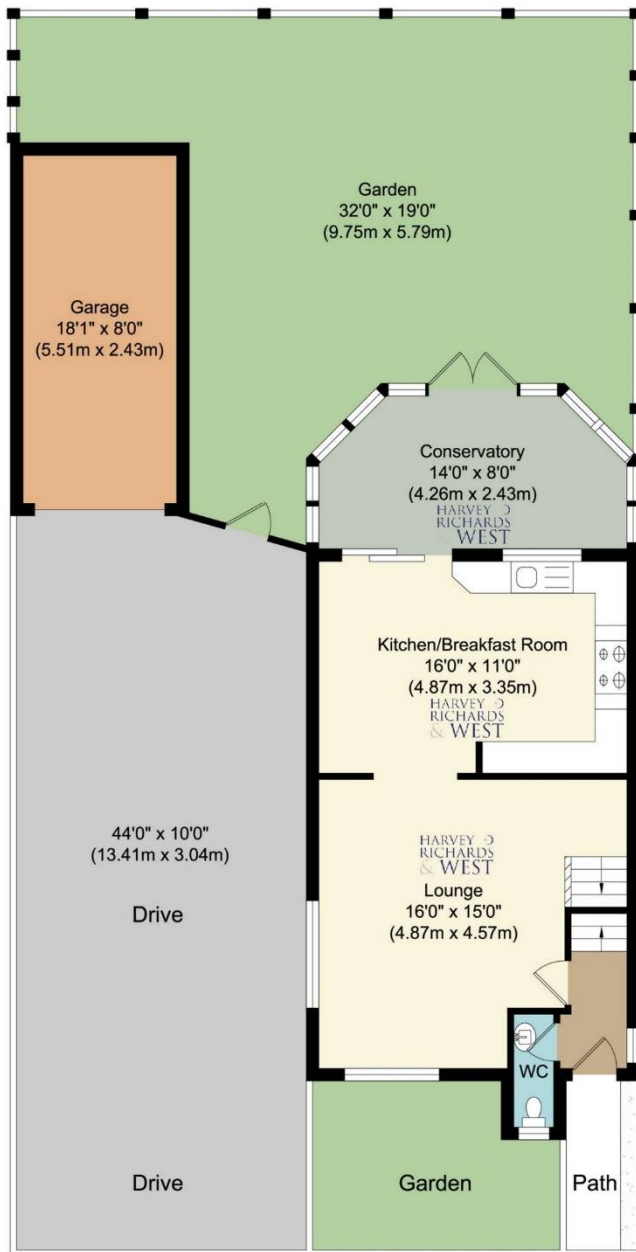 Garden
32'0" x 19'0"
(9.75m x 5.79m)
Garage
18'1" x 8'0"
(5.51m x 2.43m)
Conservatory
14'0" x 8'0"
(4.26m x 2.43m)
HARVEY
RICHARDS
& WEST
Kitchen/Breakfast Room
16'0" x 11'0"
(4.87m x 3.35m)
HARVEY
RICHARDS
& WEST
44'0" x 10'0"
(13.41m x 3.04m)
Drive
HARVEY
RICHARDS
& WEST
Lounge
16'0" x 15'0"
(4.87m x 4.57m)
WC
Drive
Garden
Path